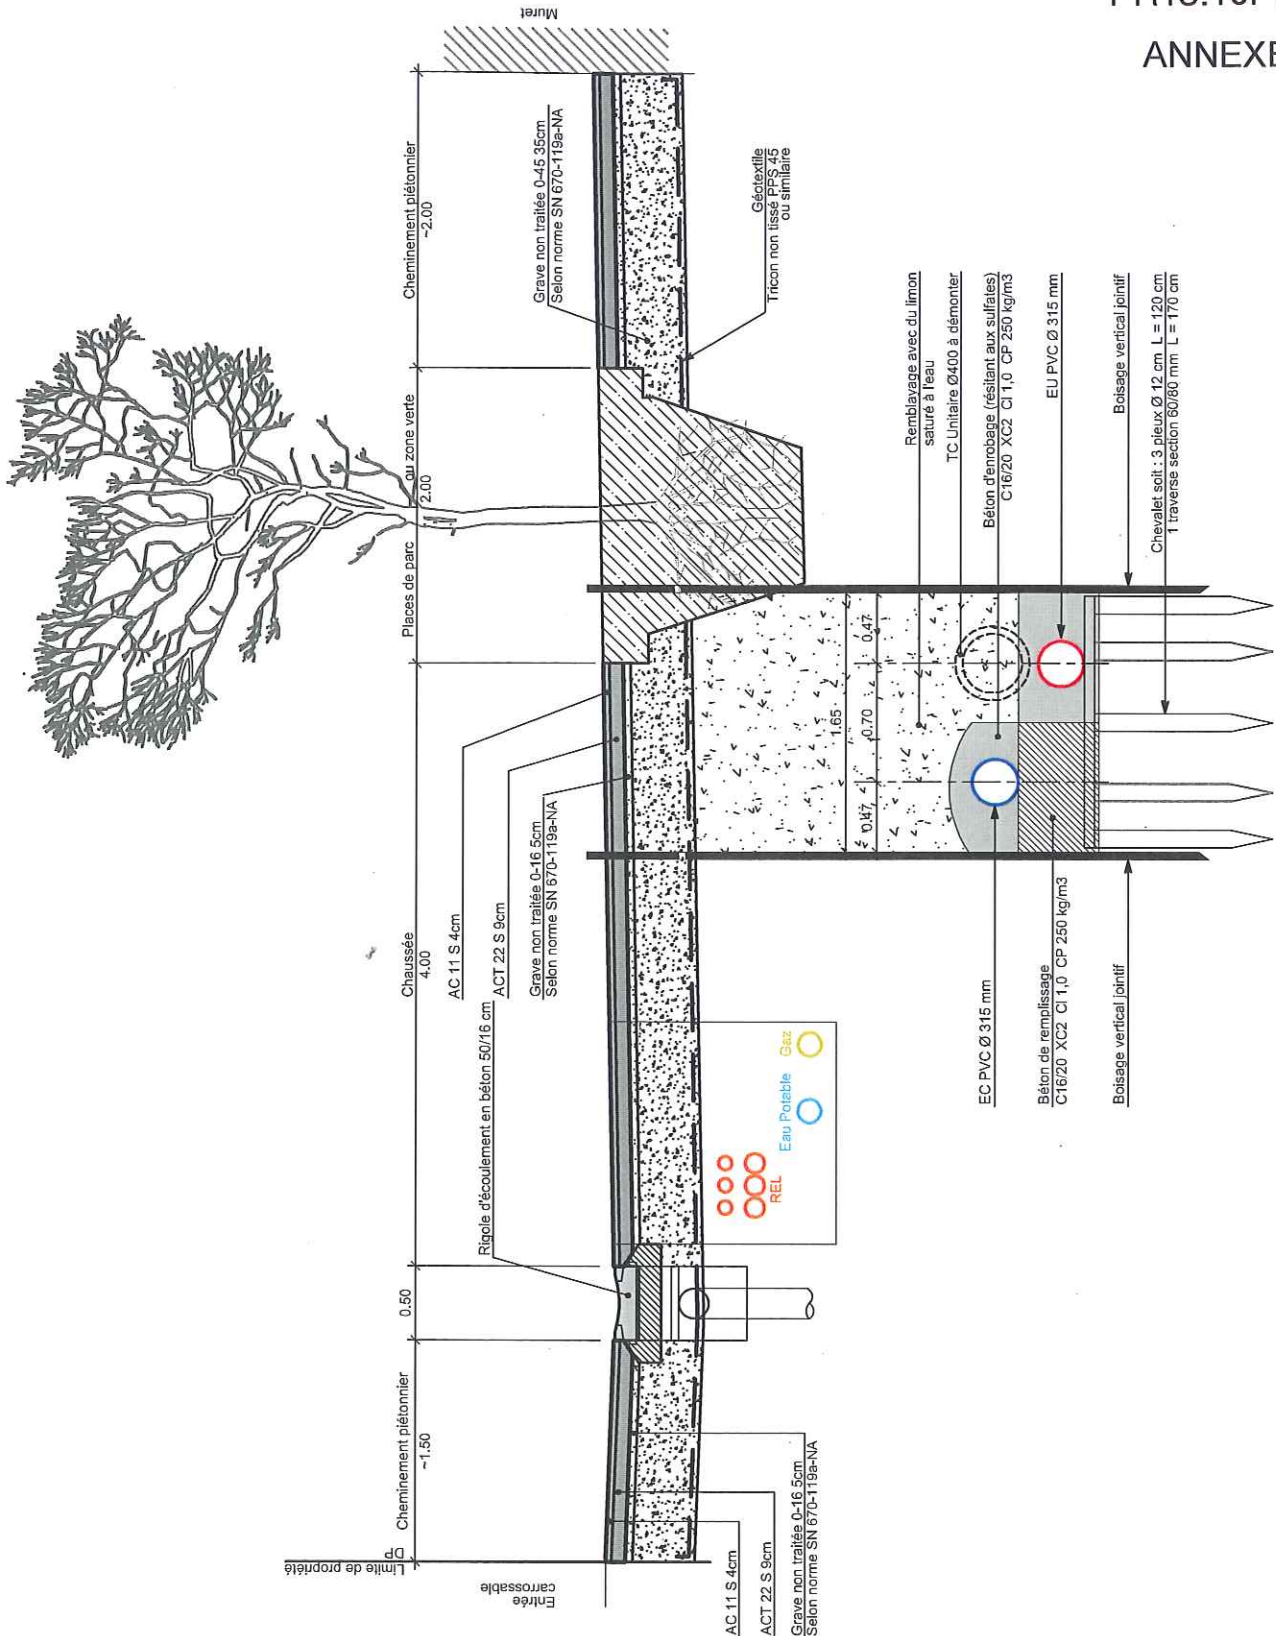 ANNEXE
Muret
Cheminement piétonnier
~2.00
Grave non traitée 0-45 35cm
Selon norme SN 670-119a-NA
Géotextile
Tricon non tissé PPS 45
ou similaire
Places de parc ou zone verte
2.00
Chaussée
4.00
AC 11 S 4cm
ACT 22 S 9cm
Grave non traitée 0-16 5cm
Selon norme SN 670-119a-NA
Rigole d'écoulement en béton 50/16 cm
0.50
Cheminement piétonnier
~1.50
Limite de propriété
DP
Entrée
carrossable
AC 11 S 4cm
ACT 22 S 9cm
Grave non traitée 0-16 5cm
Selon norme SN 670-119a-NA
REL
Eau Potable
Gaz
1.65
0.47
0.70
0.47
Remblayage avec du limon
saturé à l'eau
TC Unitaire Ø400 à démonter
Béton d'enrobage (résitant aux sulfates)
C16/20 XC2 Cl 1,0 CP 250 kg/m3
EU PVC Ø 315 mm
Boisage vertical jointif
Chevalet soit : 3 pieux Ø 12 cm L = 120 cm
1 traverse section 60/80 mm L = 170 cm
EC PVC Ø 315 mm
Béton de remplissage
C16/20 XC2 Cl 1,0 CP 250 kg/m3
Boisage vertical jointif